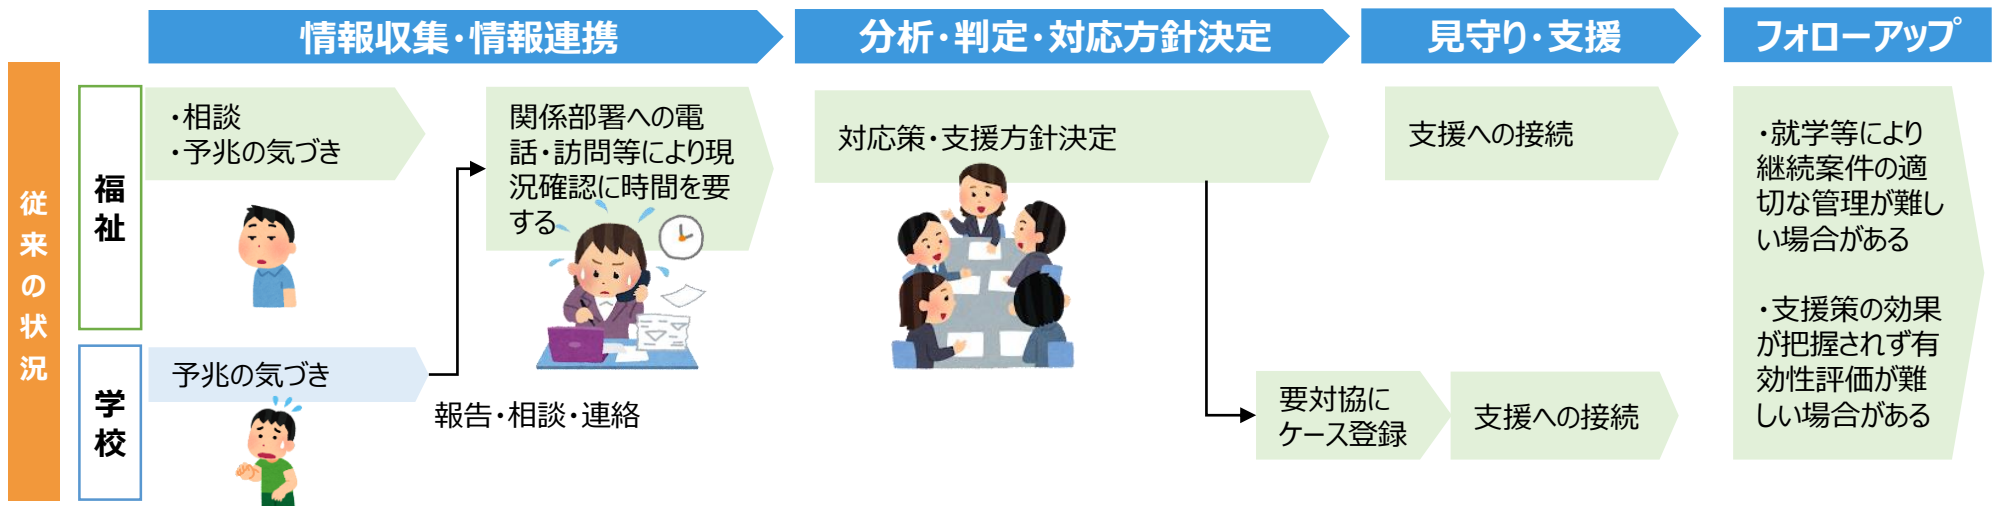 情報収集・情報連携
分析・判定・対応方針決定
見守り・支援
フォローアップ
従来の状況
福祉
・相談
・予兆の気づき
関係部署への電
話・訪問等により現
況確認に時間を要
する
対応策・支援方針決定
支援への接続
・就学等により
継続案件の適
切な管理が難し
い場合がある
・支援策の効果
が把握されず有
効性評価が難
しい場合がある
学校
予兆の気づき
報告・相談・連絡
要対協に
ケース登録
支援への接続